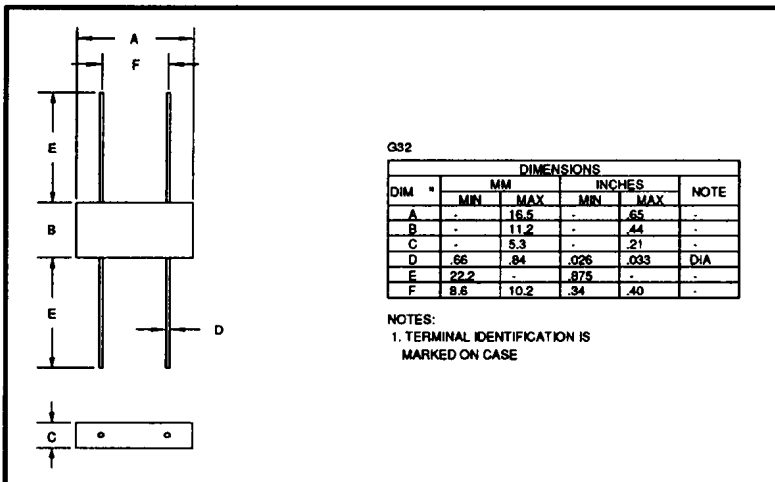 A
F
E
B
E
D
C
G32
DIMENSIONS
DIM " MM INCHES NOTE
MIN MAX MIN MAX
A - 16.5 - .65 -
B - 11.2 - .44 -
C - 5.3 - .21 -
D .66 .84 .026 .033 DIA
E 22.2 - .875 - -
F 8.6 10.2 .34 .40 -
NOTES:
1. TERMINAL IDENTIFICATION IS
MARKED ON CASE